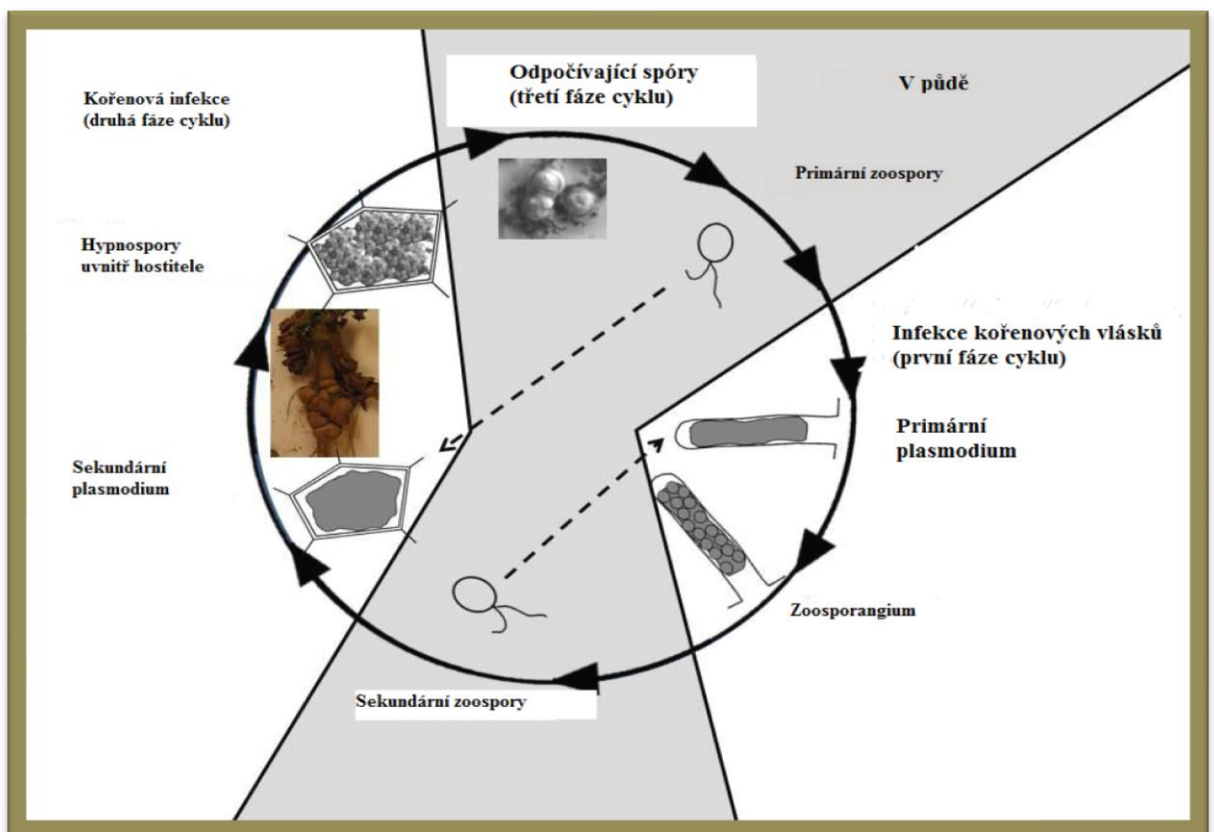 Odpočívající spóry
(třetí fáze cyklu)
V půdě
Kořenová infekce
(druhá fáze cyklu)
Primární zoospory
Hypnospory
uvnitř hostitele
Infekce kořenových vlásků
(první fáze cyklu)
Primární
plasmodium
Sekundární
plasmodium
Zoosporangium
Sekundární zoospory